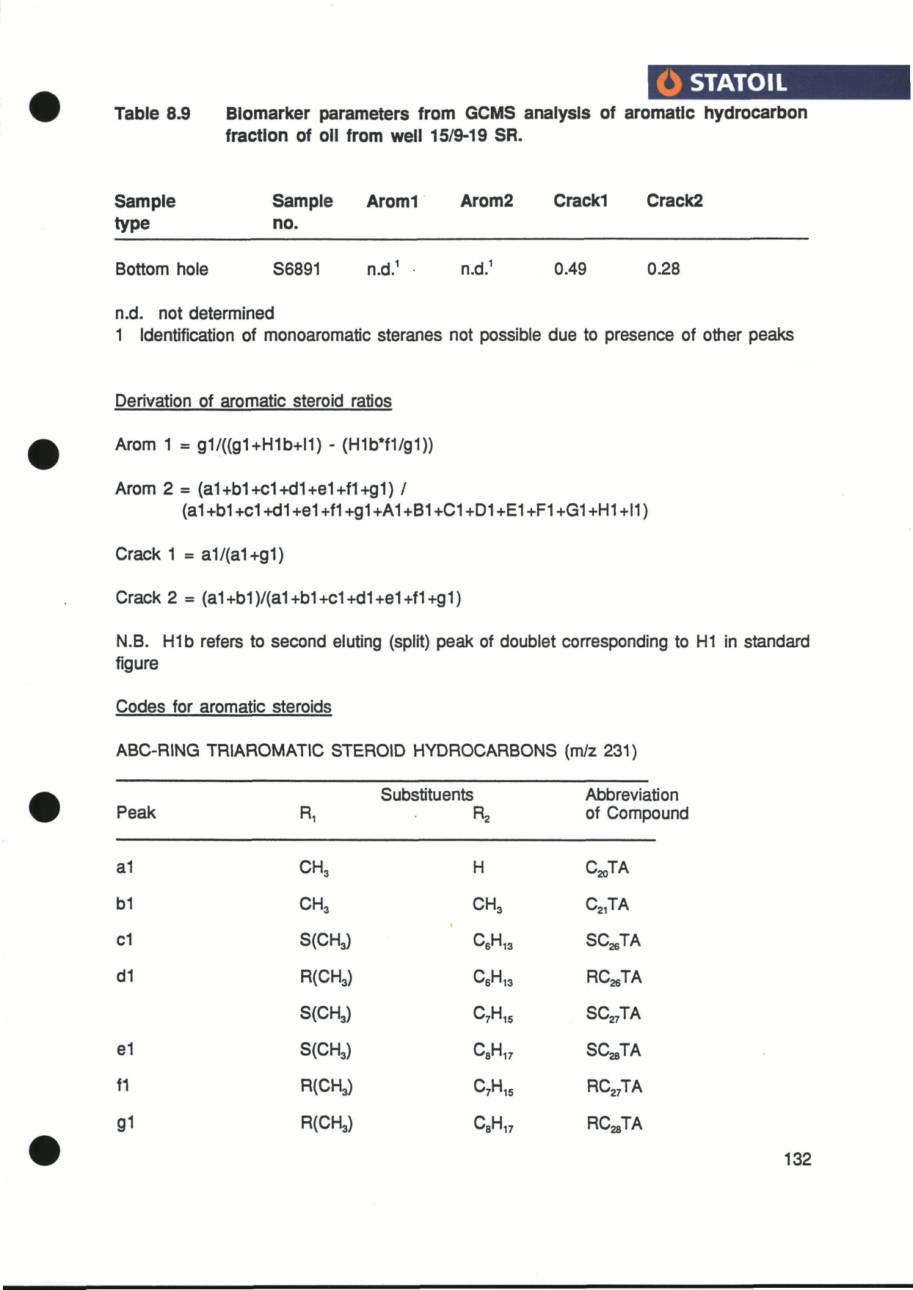 STATOIL
Table 8.9 Biomarker parameters from GCMS analysis of aromatic hydrocarbon
fraction of oil from well 15/9-19 SR.
Sample Sample Arom1 Arom2 Crack1 Crack2
type no.
Bottom hole S6891 n.d.¹ n.d.¹ 0.49 0.28
n.d. not determined
1 Identification of monoaromatic steranes not possible due to presence of other peaks
Derivation of aromatic steroid ratios
Arom 1 = g1/((g1+H1b+I1) - (H1b*f1/g1))
Arom 2 = (a1+b1+c1+d1+e1+f1+g1) /
(a1+b1+c1+d1+e1+f1+g1+A1+B1+C1+D1+E1+F1+G1+H1+I1)
Crack 1 = a1/(a1+g1)
Crack 2 = (a1+b1)/(a1+b1+c1+d1+e1+f1+g1)
N.B. H1b refers to second eluting (split) peak of doublet corresponding to H1 in standard
figure
Codes for aromatic steroids
ABC-RING TRIAROMATIC STEROID HYDROCARBONS (m/z 231)
Substituents Abbreviation
Peak R₁ R₂ of Compound
a1 CH₃ H C₂₀TA
b1 CH₃ CH₃ C₂₁TA
c1 S(CH₃) C₆H₁₃ SC₂₆TA
d1 R(CH₃) C₆H₁₃ RC₂₆TA
S(CH₃) C₇H₁₅ SC₂₇TA
e1 S(CH₃) C₈H₁₇ SC₂₈TA
f1 R(CH₃) C₇H₁₅ RC₂₇TA
g1 R(CH₃) C₈H₁₇ RC₂₈TA
132